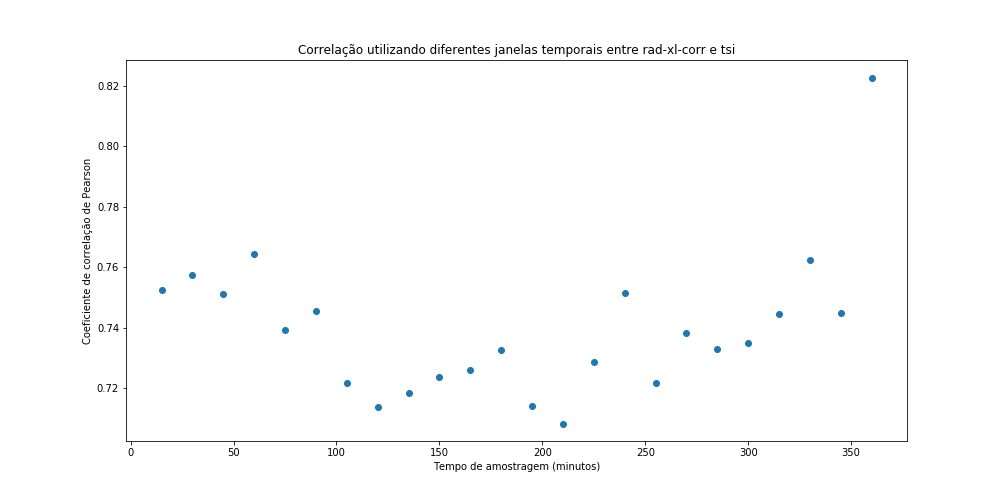 Correlação utilizando diferentes janelas temporais entre rad-xl-corr e tsi
Coeficiente de correlação de Pearson
0.82
0.80
0.78
0.76
0.74
0.72
0 50 100 150 200 250 300 350
Tempo de amostragem (minutos)